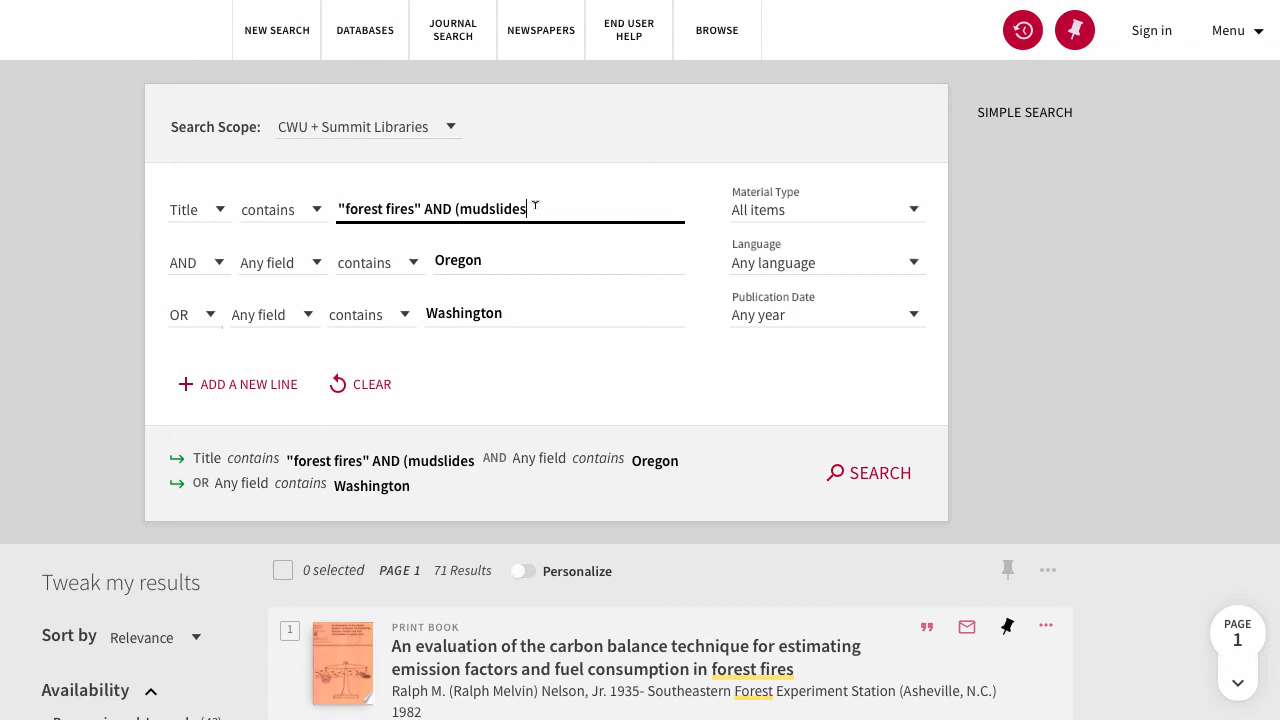 NEW SEARCH
DATABASES
JOURNAL
SEARCH
NEWSPAPERS
END USER
HELP
BROWSE
Sign in
Menu
SIMPLE SEARCH
Search Scope: CWU + Summit Libraries
Title contains "forest fires" AND (mudslides
AND Any field contains Oregon
OR Any field contains Washington
Material Type
All items
Language
Any language
Publication Date
Any year
ADD A NEW LINE CLEAR
Title contains "forest fires" AND (mudslides AND Any field contains Oregon
OR Any field contains Washington
SEARCH
Tweak my results
Sort by Relevance
Availability
0 selected PAGE 1 71 Results Personalize
1
PRINT BOOK
An evaluation of the carbon balance technique for estimating
emission factors and fuel consumption in forest fires
Ralph M. (Ralph Melvin) Nelson, Jr. 1935- Southeastern Forest Experiment Station (Asheville, N.C.)
1982
PAGE
1